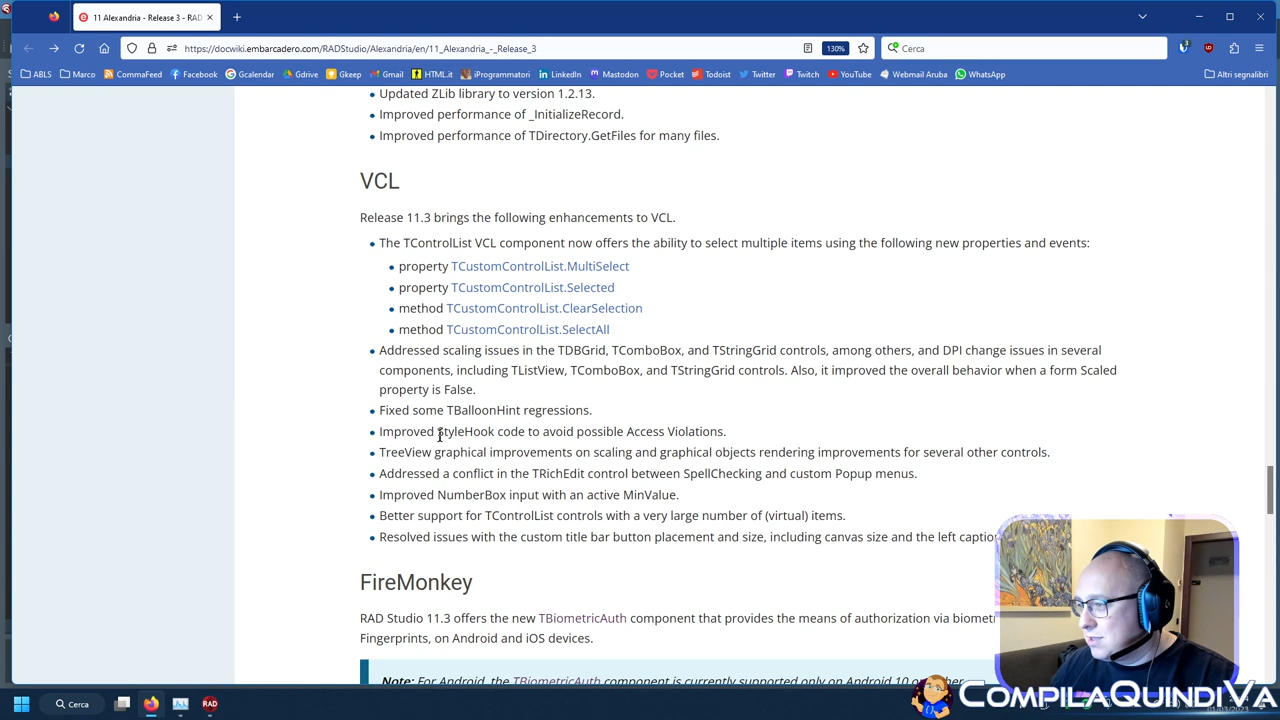 11 Alexandria - Release 3 - RAD
https://docwiki.embarcadero.com/RADStudio/Alexandria/en/11_Alexandria_-_Release_3
130%
Cerca
ABLS
Marco
CommaFeed
Facebook
Gcalendar
Gdrive
Gkeep
Gmail
HTML.it
iProgrammatori
LinkedIn
Mastodon
Pocket
Todoist
Twitter
Twitch
YouTube
Webmail Aruba
WhatsApp
Altri segnalibri
Updated ZLib library to version 1.2.13.
Improved performance of _InitializeRecord.
Improved performance of TDirectory.GetFiles for many files.
VCL
Release 11.3 brings the following enhancements to VCL.
The TControlList VCL component now offers the ability to select multiple items using the following new properties and events:
property TCustomControlList.MultiSelect
property TCustomControlList.Selected
method TCustomControlList.ClearSelection
method TCustomControlList.SelectAll
Addressed scaling issues in the TDBGrid, TComboBox, and TStringGrid controls, among others, and DPI change issues in several
components, including TListView, TComboBox, and TStringGrid controls. Also, it improved the overall behavior when a form Scaled
property is False.
Fixed some TBalloonHint regressions.
Improved StyleHook code to avoid possible Access Violations.
TreeView graphical improvements on scaling and graphical objects rendering improvements for several other controls.
Addressed a conflict in the TRichEdit control between SpellChecking and custom Popup menus.
Improved NumberBox input with an active MinValue.
Better support for TControlList controls with a very large number of (virtual) items.
Resolved issues with the custom title bar button placement and size, including canvas size and the left captio
FireMonkey
RAD Studio 11.3 offers the new TBiometricAuth component that provides the means of authorization via biomet
Fingerprints, on Android and iOS devices.
Note: For Android, the TBiometricAuth component is currently supported only on Android 10 o
Cerca
RAD
COMPILAQUINDIVA